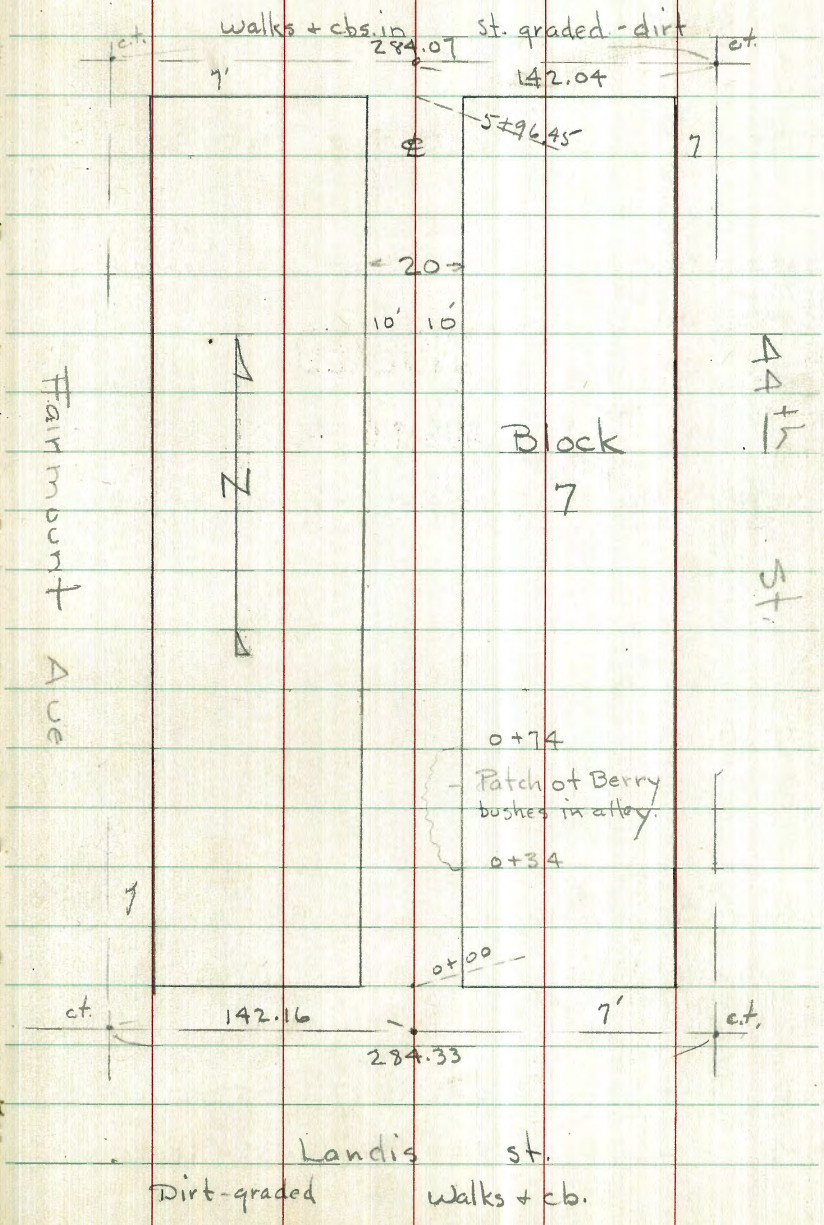 walks + cbs. in St. graded - dirt
c.t. 284.07 c.t.
7' 142.04
5+96.45
℄ 7
20
10' 10'
44th St.
Fairmount Ave
Block
7
N
0+74
Patch of Berry
bushes in alley.
0+34
7
0+00
c.t. 142.16 7' c.t.
284.33
Landis st.
Dirt-graded Walks + cb.